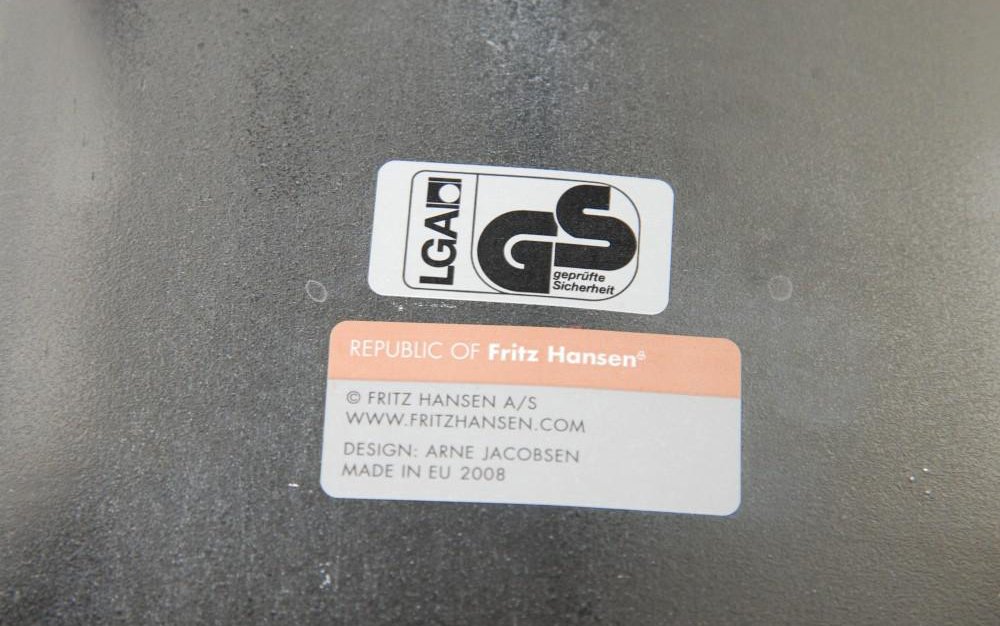 LGA
GS
geprüfte
Sicherheit
REPUBLIC OF Fritz Hansen®
© FRITZ HANSEN A/S
WWW.FRITZHANSEN.COM
DESIGN: ARNE JACOBSEN
MADE IN EU 2008